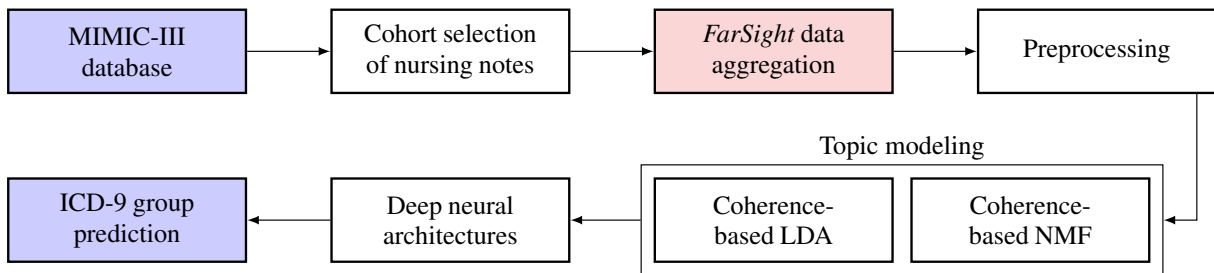 MIMIC-III
database
Cohort selection
of nursing notes
FarSight data
aggregation
Preprocessing
Topic modeling
Coherence-
based LDA
Coherence-
based NMF
Deep neural
architectures
ICD-9 group
prediction